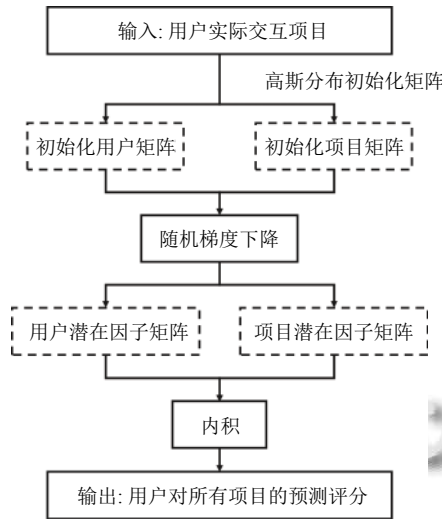 输入: 用户实际交互项目
高斯分布初始化矩阵
初始化用户矩阵
初始化项目矩阵
随机梯度下降
用户潜在因子矩阵
项目潜在因子矩阵
内积
输出: 用户对所有项目的预测评分